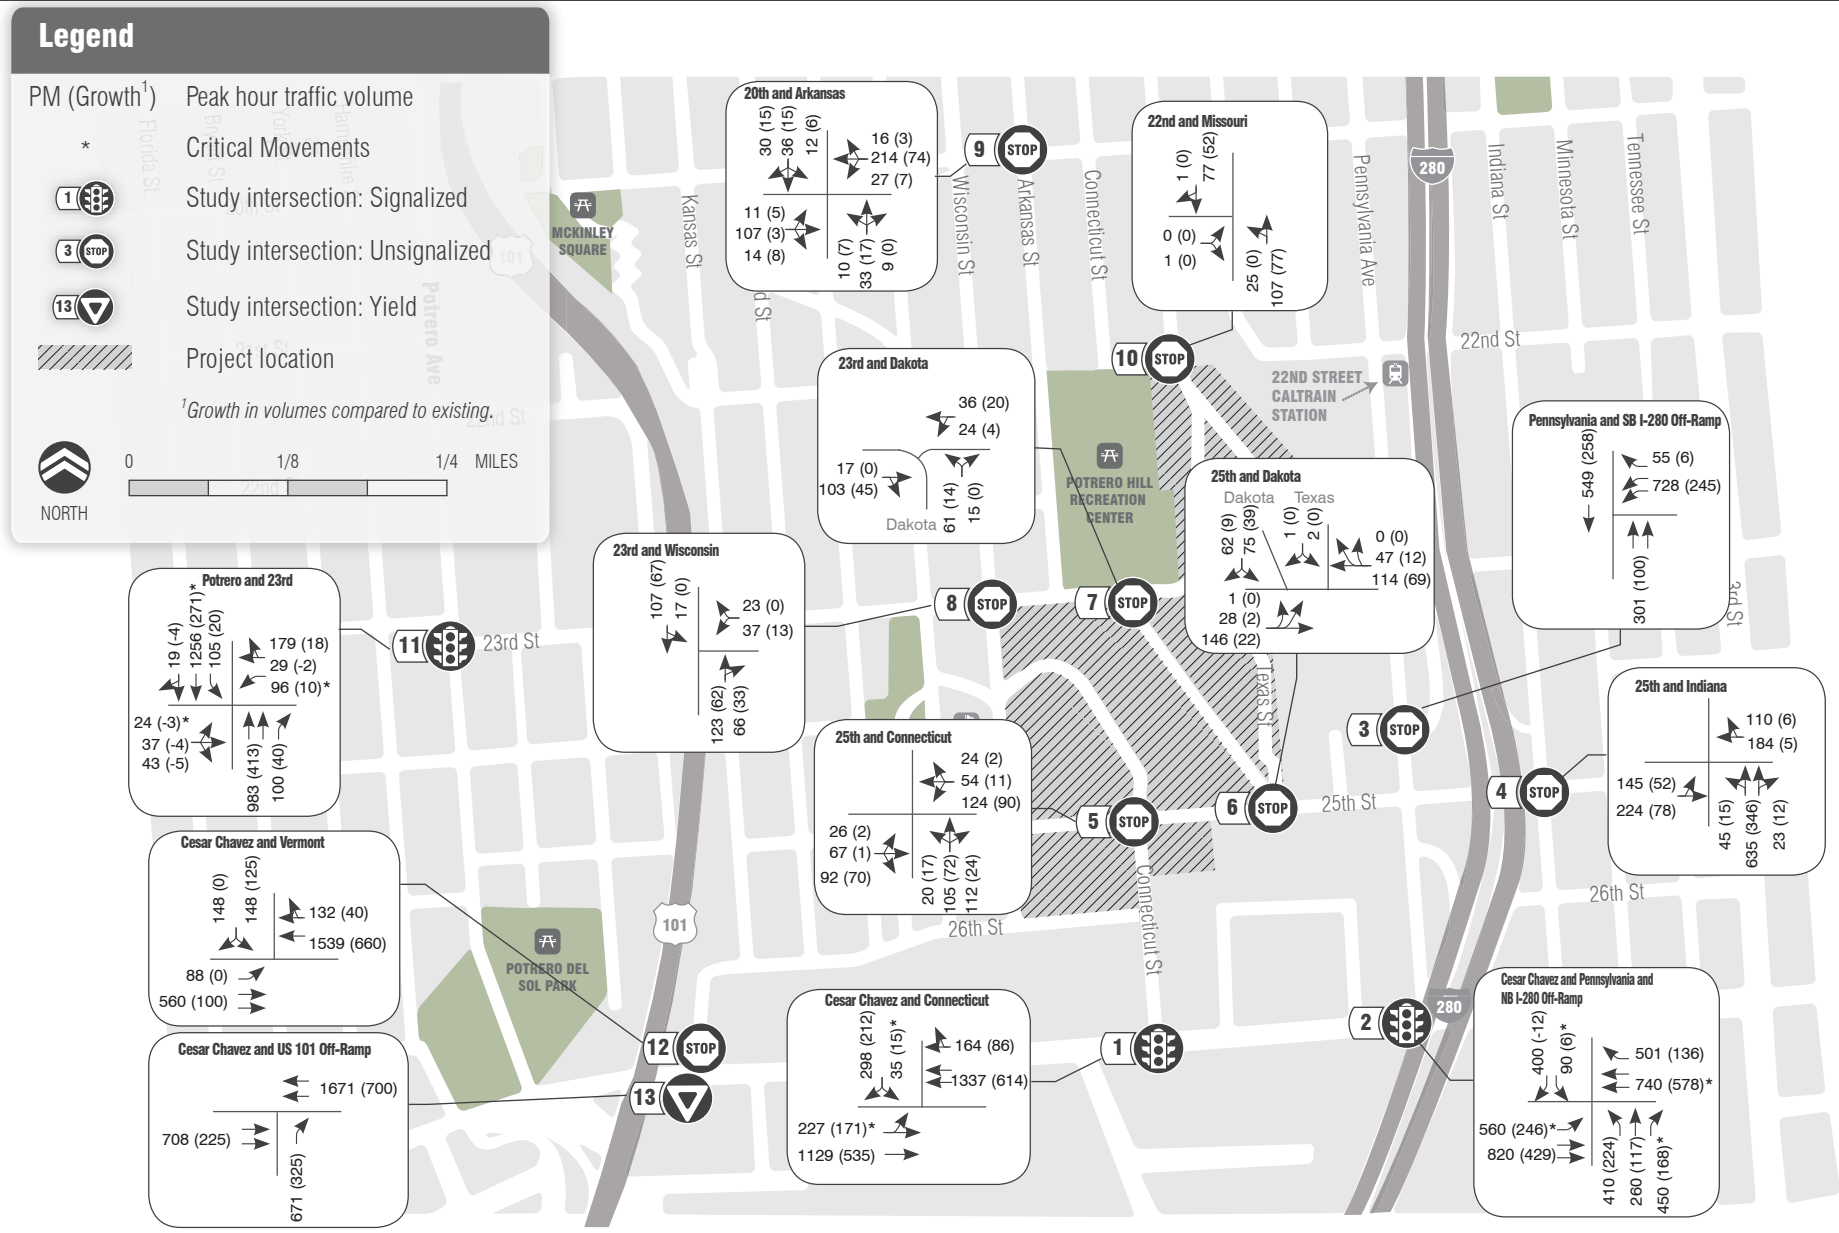 Legend
PM (Growth¹) Peak hour traffic volume
* Critical Movements
1 Study intersection: Signalized
3 STOP Study intersection: Unsignalized
13 Study intersection: Yield
Project location
¹Growth in volumes compared to existing.
0 1/8 1/4 MILES
NORTH
Florida St
Potrero Ave
22nd St
101
MCKINLEY
SQUARE
Kansas St
20th and Arkansas
30 (15)
36 (15)
12 (6)
16 (3)
214 (74)
27 (7)
11 (5)
107 (3)
14 (8)
10 (7)
33 (17)
9 (0)
9 STOP
Wisconsin St
Arkansas St
Connecticut St
22nd and Missouri
1 (0)
77 (52)
0 (0)
1 (0)
25 (0)
107 (77)
10 STOP
Pennsylvania Ave
280
Indiana St
Minnesota St
Tennessee St
22nd St
22ND STREET
CALTRAIN
STATION
23rd and Dakota
36 (20)
24 (4)
17 (0)
103 (45)
Dakota
61 (14)
15 (0)
POTRERO HILL
RECREATION
CENTER
25th and Dakota
Dakota Texas
62 (9)
75 (39)
1 (0)
2 (0)
0 (0)
47 (12)
114 (69)
1 (0)
28 (2)
146 (22)
Pennsylvania and SB I-280 Off-Ramp
549 (258)
55 (6)
728 (245)
301 (100)
3rd St
23rd and Wisconsin
107 (67)
17 (0)
23 (0)
37 (13)
123 (62)
66 (33)
8 STOP
7 STOP
Potrero and 23rd
19 (-4)
1256 (271)*
105 (20)
179 (18)
29 (-2)
96 (10)*
24 (-3)*
37 (-4)
43 (-5)
983 (413)
100 (40)
11
23rd St
Texas St
3 STOP
25th and Indiana
110 (6)
184 (5)
145 (52)
224 (78)
45 (15)
635 (346)
23 (12)
4 STOP
25th and Connecticut
24 (2)
54 (11)
124 (90)
26 (2)
67 (1)
92 (70)
20 (17)
105 (72)
112 (24)
5 STOP
6 STOP
25th St
26th St
26th St
Connecticut St
Cesar Chavez and Vermont
148 (0)
148 (125)
132 (40)
1539 (660)
88 (0)
560 (100)
101
POTRERO DEL
SOL PARK
12 STOP
13
Cesar Chavez and US 101 Off-Ramp
1671 (700)
708 (225)
671 (325)
Cesar Chavez and Connecticut
298 (212)
35 (15)*
164 (86)
1337 (614)
227 (171)*
1129 (535)
1
2
280
Cesar Chavez and Pennsylvania and
NB I-280 Off-Ramp
400 (-12)
90 (6)*
501 (136)
740 (578)*
560 (246)*
820 (429)
410 (224)
260 (117)
450 (168)*